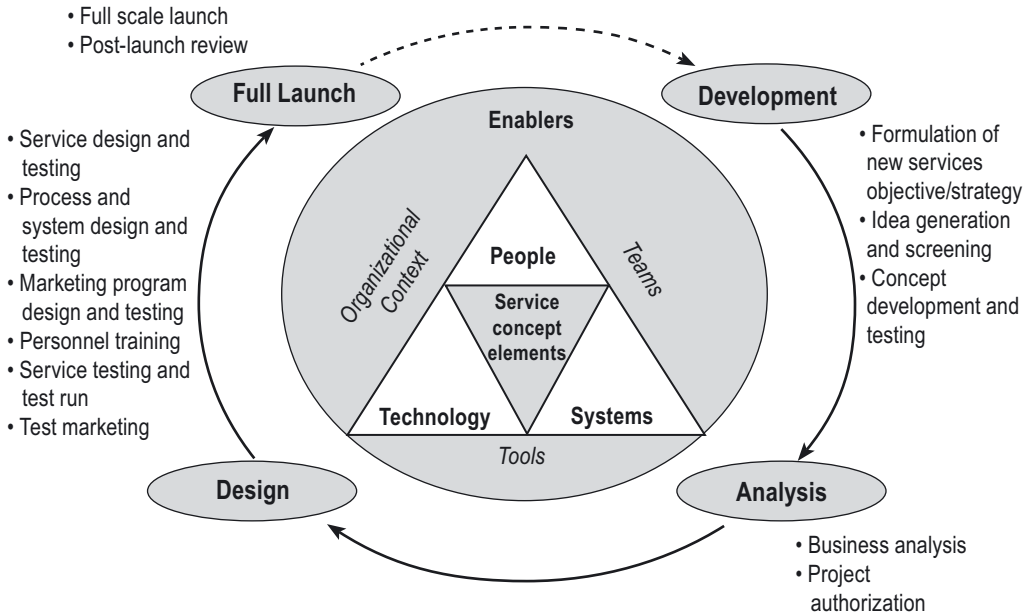 • Full scale launch
• Post-launch review
Full Launch
Development
Enablers
• Service design and
testing
• Process and
system design and
testing
• Marketing program
design and testing
• Personnel training
• Service testing and
test run
• Test marketing
Organizational
Context
Teams
People
Service
concept
elements
Technology
Systems
Tools
• Formulation of
new services
objective/strategy
• Idea generation
and screening
• Concept
development and
testing
Design
Analysis
• Business analysis
• Project
authorization